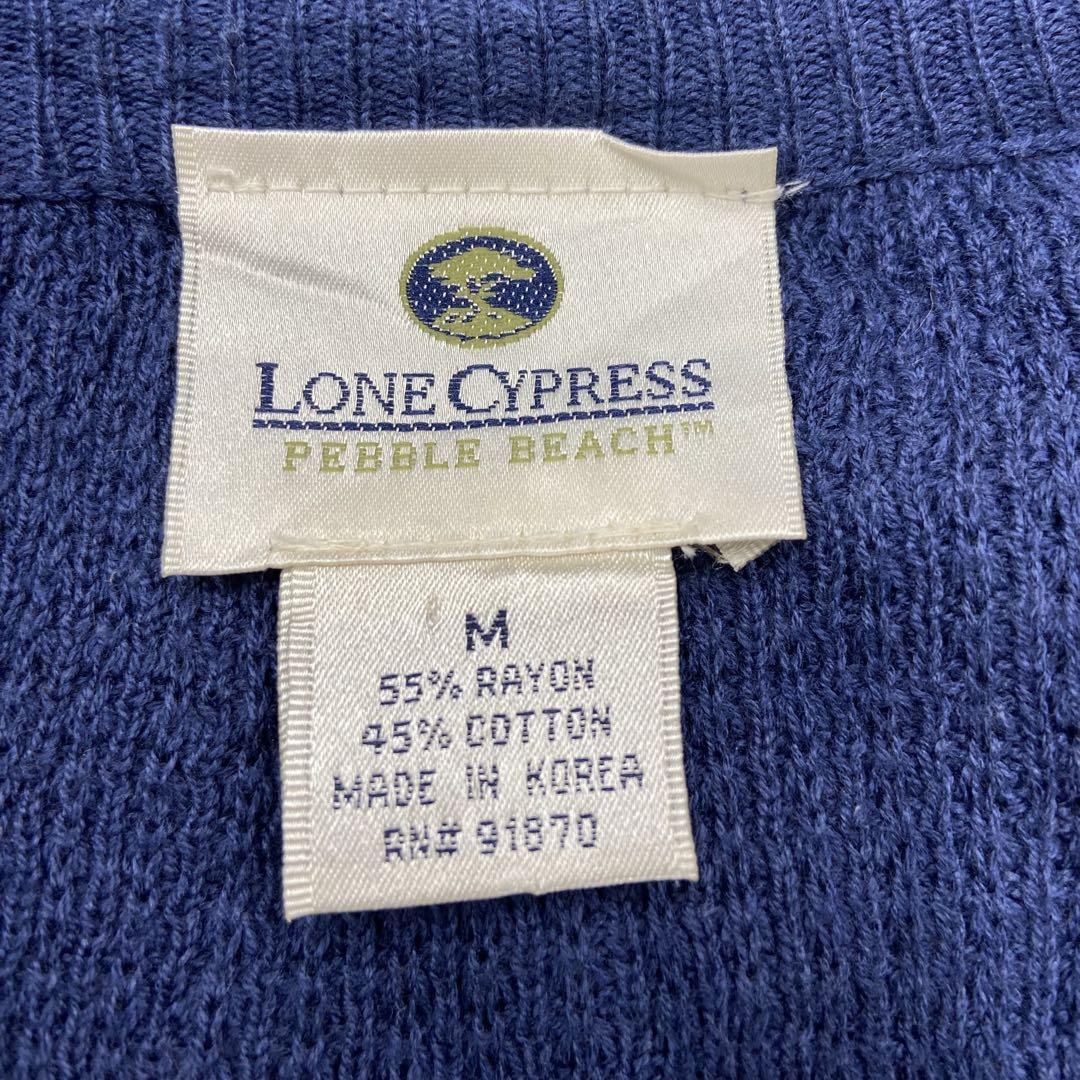 LONE CYPRESS
PEBBLE BEACH™
M
55% RAYON
45% COTTON
MADE IN KOREA
RN# 91870